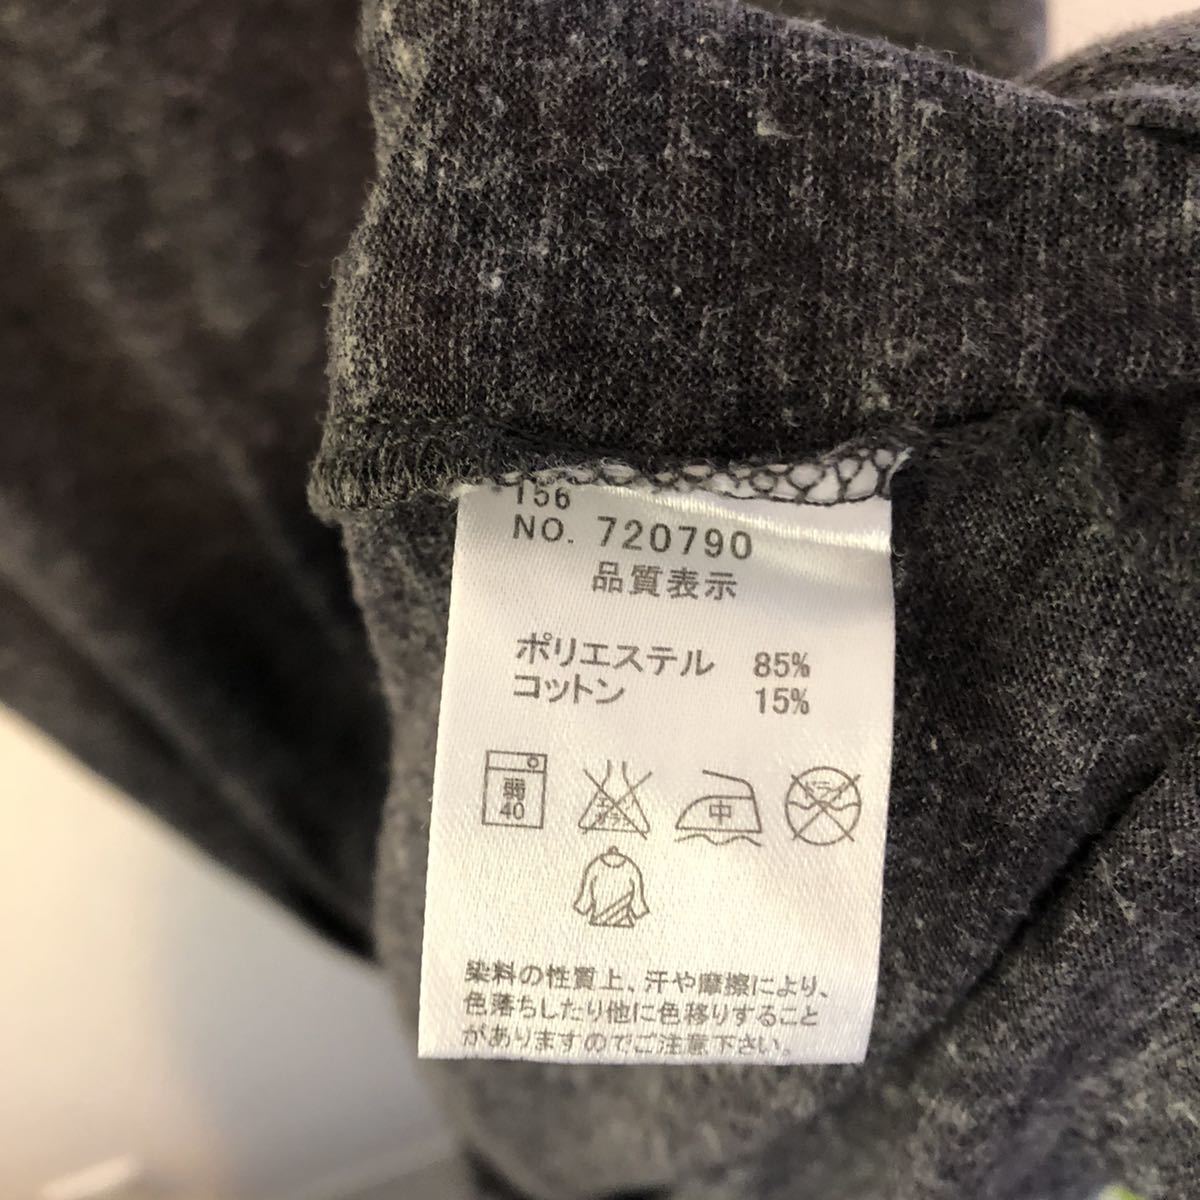 156
NO. 720790
品質表示
ポリエステル 85%
コットン 15%
弱
40
中
染料の性質上、汗や摩擦により、
色落ちしたり他に色移りすること
がありますのでご注意下さい。